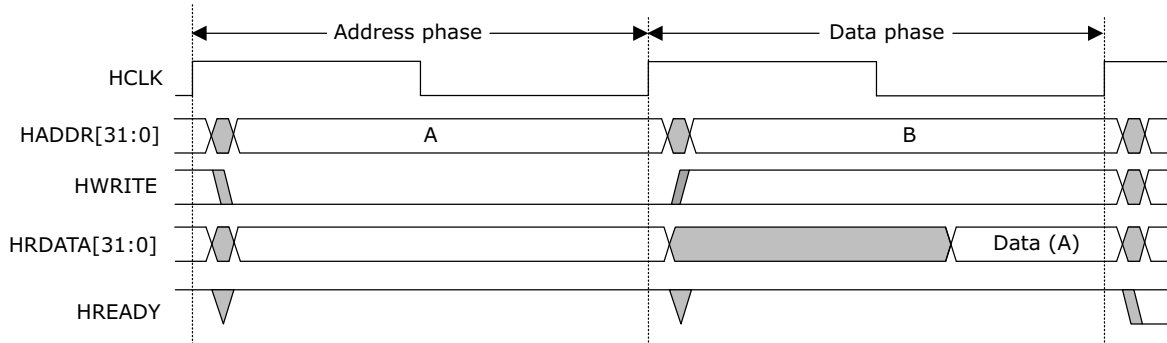 Address phase Data phase
HCLK
HADDR[31:0] A B
HWRITE
HRDATA[31:0] Data (A)
HREADY